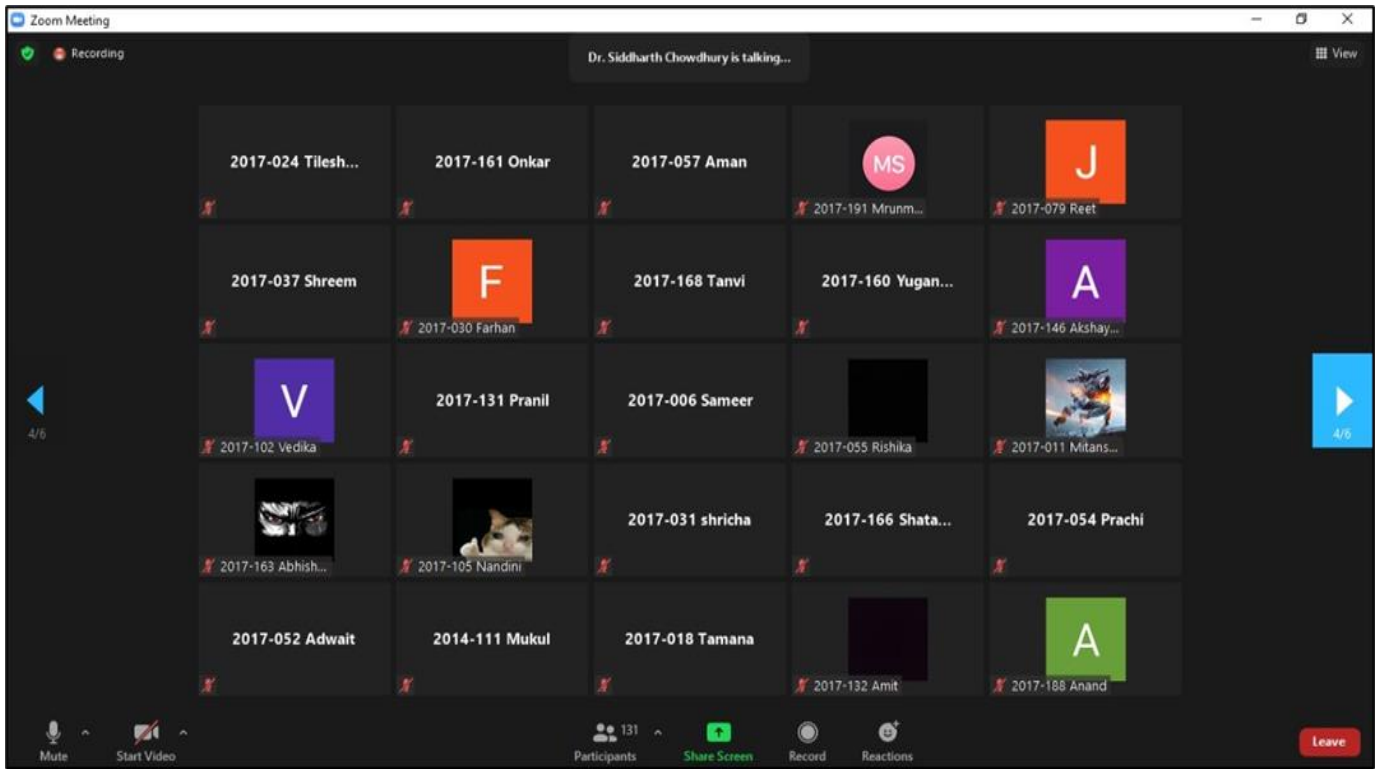 Zoom Meeting
Recording
Dr. Siddharth Chowdhury is talking...
View
2017-024 Tilesh...
2017-161 Onkar
2017-057 Aman
MS
2017-191 Mrunm...
J
2017-079 Reet
2017-037 Shreem
F
2017-030 Farhan
2017-168 Tanvi
2017-160 Yugan...
A
2017-146 Akshay...
4/6
V
2017-102 Vedika
2017-131 Pranil
2017-006 Sameer
2017-055 Rishika
2017-011 Mitans...
4/6
2017-163 Abhish...
2017-105 Nandini
2017-031 shricha
2017-166 Shata...
2017-054 Prachi
2017-052 Adwait
2014-111 Mukul
2017-018 Tamana
2017-132 Amit
A
2017-188 Anand
Mute
Start Video
131
Participants
Share Screen
Record
Reactions
Leave